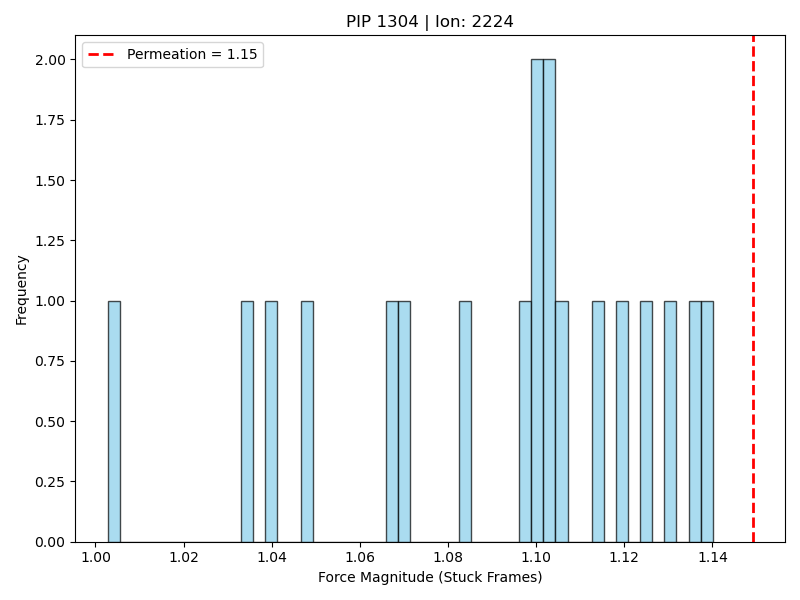 PIP 1304 | Ion: 2224
Permeation = 1.15
2.00
1.75
1.50
1.25
1.00
0.75
0.50
0.25
0.00
Frequency
1.00 1.02 1.04 1.06 1.08 1.10 1.12 1.14
Force Magnitude (Stuck Frames)